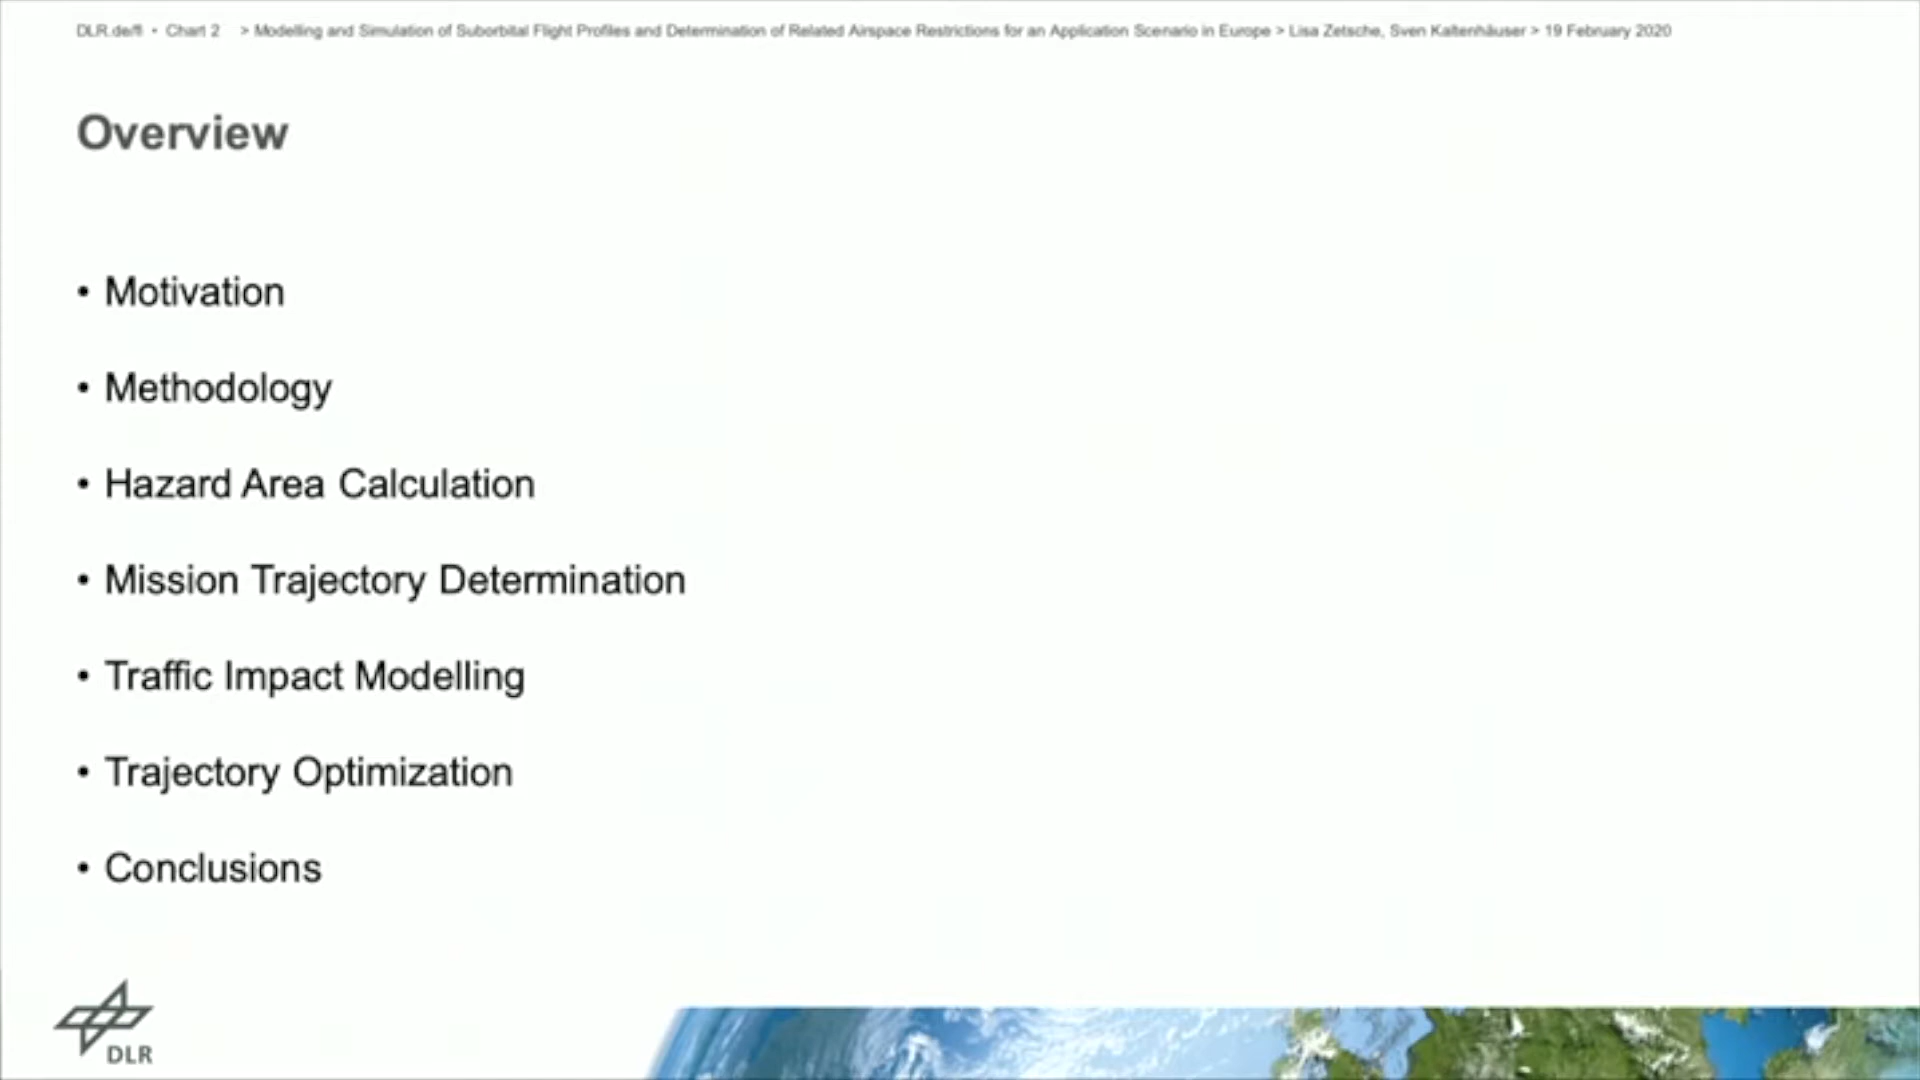 DLR.de/fl • Chart 2 > Modelling and Simulation of Suborbital Flight Profiles and Determination of Related Airspace Restrictions for an Application Scenario in Europe > Lisa Zetsche, Sven Kaltenhäuser > 19 February 2020
Overview
• Motivation
• Methodology
• Hazard Area Calculation
• Mission Trajectory Determination
• Traffic Impact Modelling
• Trajectory Optimization
• Conclusions
DLR